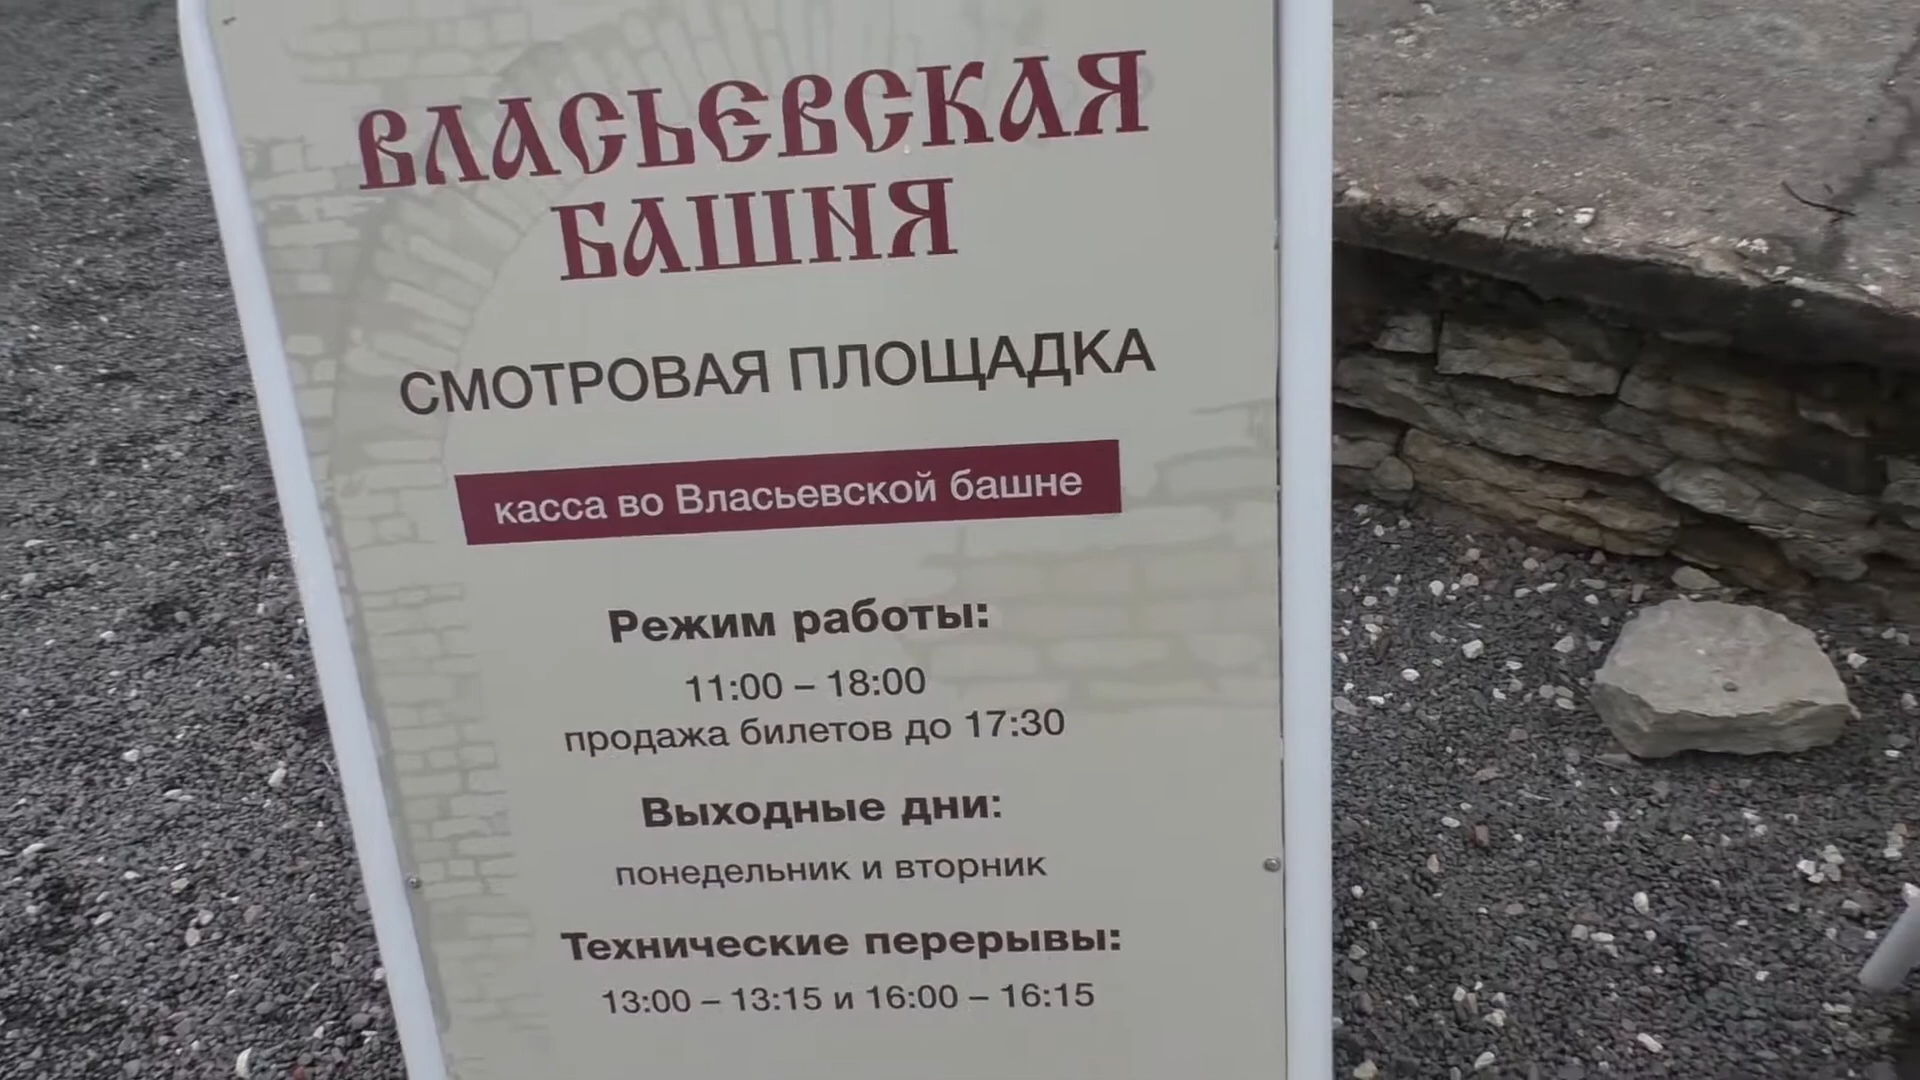 ВЛАСЬЕВСКАЯ
БАШНЯ
СМОТРОВАЯ ПЛОЩАДКА
касса во Власьевской башне
Режим работы:
11:00 – 18:00
продажа билетов до 17:30
Выходные дни:
понедельник и вторник
Технические перерывы:
13:00 – 13:15 и 16:00 – 16:15